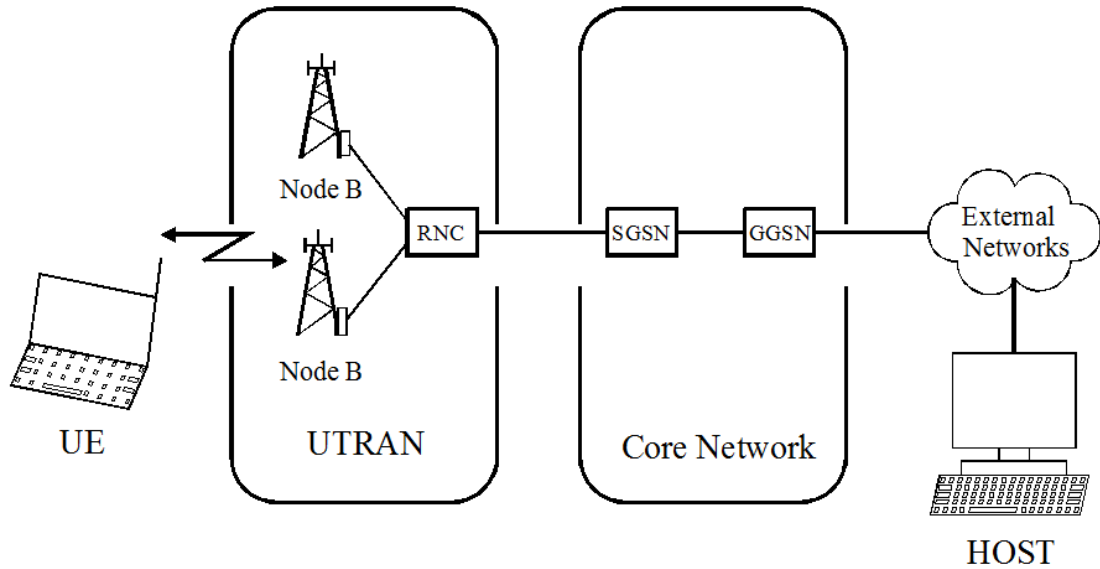 Node B
RNC
SGSN
GGSN
External
Networks
Node B
UE
UTRAN
Core Network
HOST